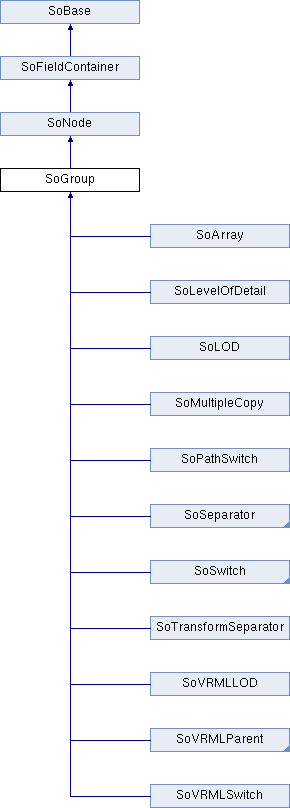 SoBase
SoFieldContainer
SoNode
SoGroup
SoArray
SoLevelOfDetail
SoLOD
SoMultipleCopy
SoPathSwitch
SoSeparator
SoSwitch
SoTransformSeparator
SoVRMLLOD
SoVRMLParent
SoVRMLSwitch